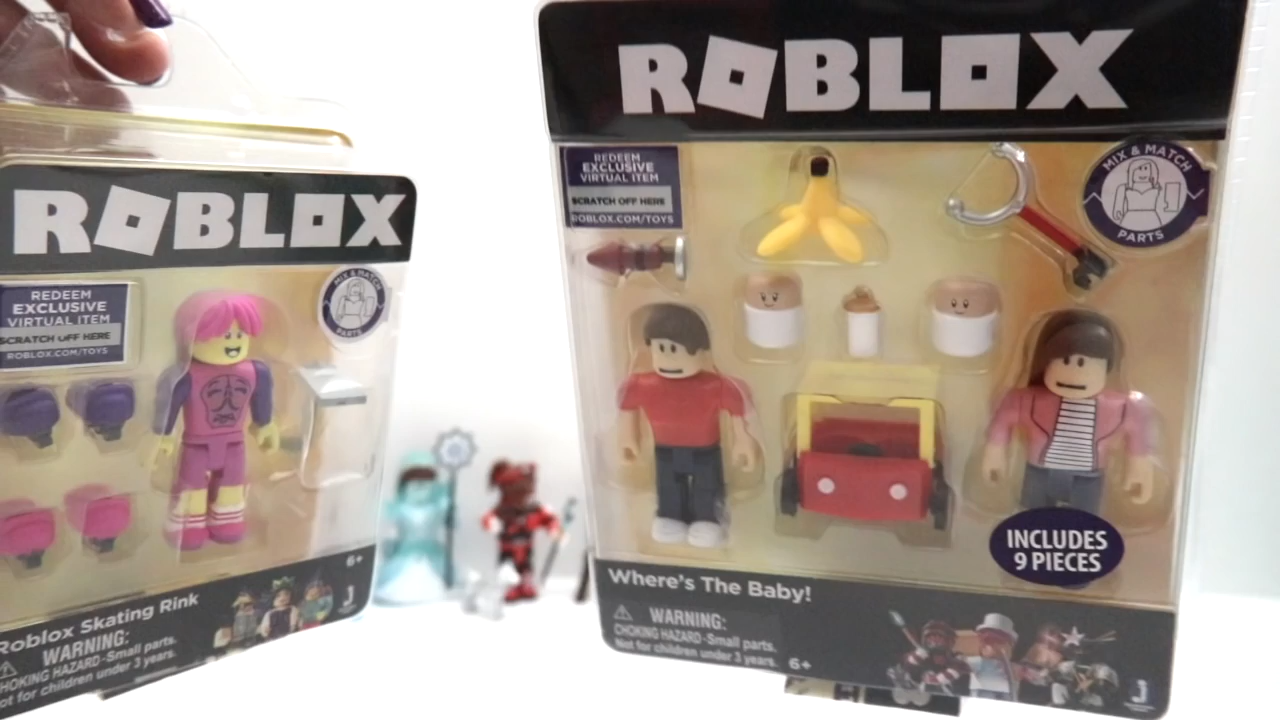 ROBLOX
REDEEM
EXCLUSIVE
VIRTUAL ITEM
SCRATCH OFF HERE
ROBLOX.COM/TOYS
MIX & MATCH
PARTS
6+
Roblox Skating Rink
WARNING:
CHOKING HAZARD-Small parts.
Not for children under 3 years.
ROBLOX
REDEEM
EXCLUSIVE
VIRTUAL ITEM
SCRATCH OFF HERE
ROBLOX.COM/TOYS
MIX & MATCH
PARTS
INCLUDES
9 PIECES
Where's The Baby!
WARNING:
CHOKING HAZARD-Small parts.
Not for children under 3 years. 6+